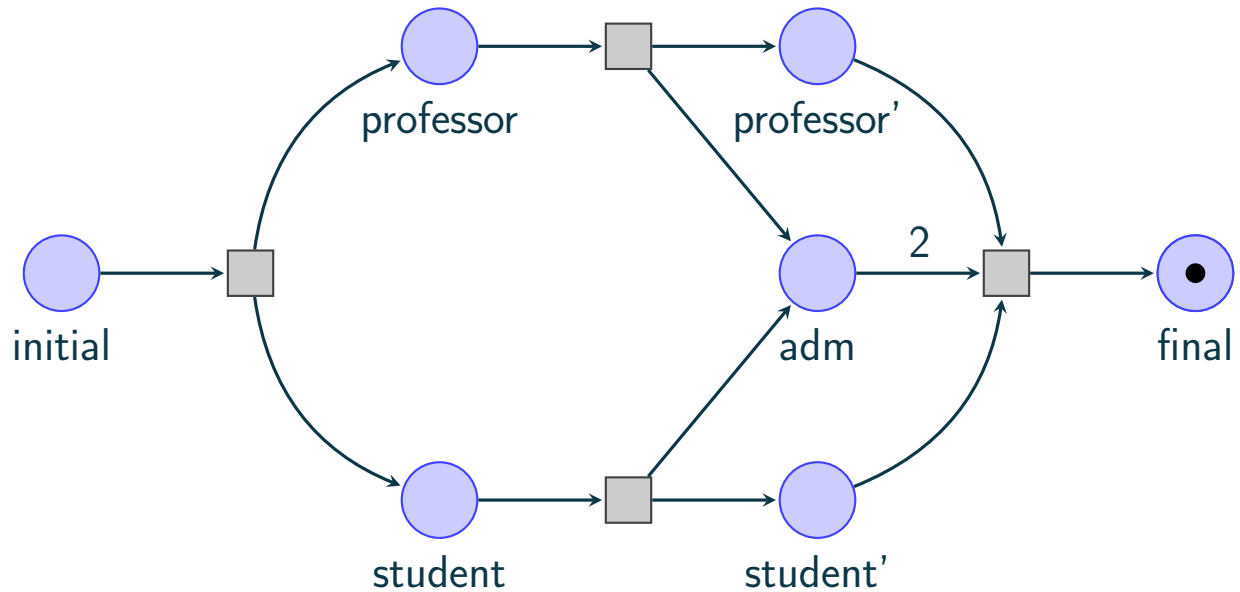 professor
professor'
2
initial
adm
final
student
student'